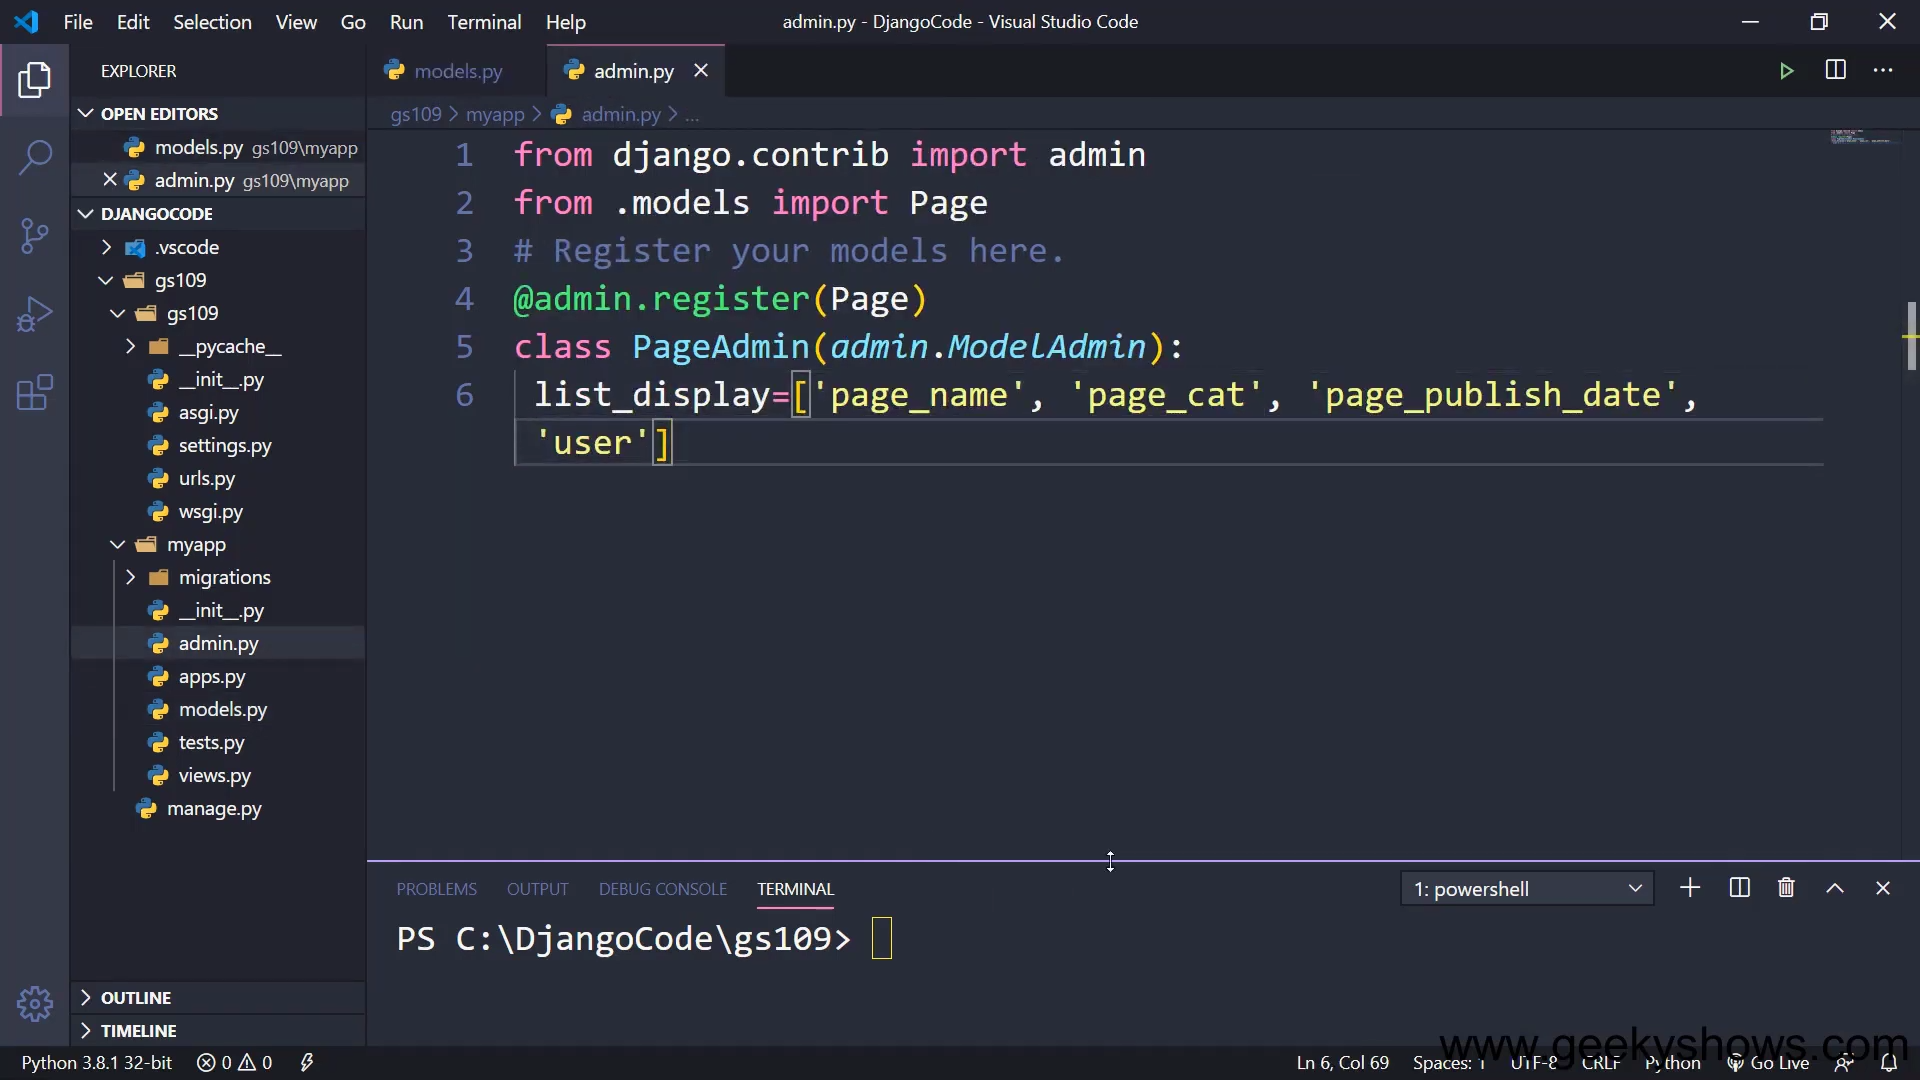 File Edit Selection View Go Run Terminal Help
admin.py - DjangoCode - Visual Studio Code
EXPLORER
OPEN EDITORS
models.py gs109\myapp
admin.py gs109\myapp
DJANGOCODE
.vscode
gs109
gs109
__pycache__
__init__.py
asgi.py
settings.py
urls.py
wsgi.py
myapp
migrations
__init__.py
admin.py
apps.py
models.py
tests.py
views.py
manage.py
OUTLINE
TIMELINE
models.py admin.py
gs109 > myapp > admin.py > ...
1 from django.contrib import admin
2 from .models import Page
3 # Register your models here.
4 @admin.register(Page)
5 class PageAdmin(admin.ModelAdmin):
6 list_display=['page_name', 'page_cat', 'page_publish_date',
'user']
PROBLEMS OUTPUT DEBUG CONSOLE TERMINAL
1: powershell
PS C:\DjangoCode\gs109>
www.geekyshows.com
Python 3.8.1 32-bit 0 0 Ln 6, Col 69 Spaces: 1 UTF-8 CRLF Python Go Live